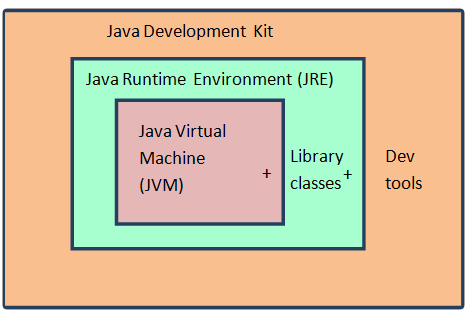 Java Development Kit
Java Runtime Environment (JRE)
Java Virtual
Machine
(JVM)
+
Library
classes
+
Dev
tools